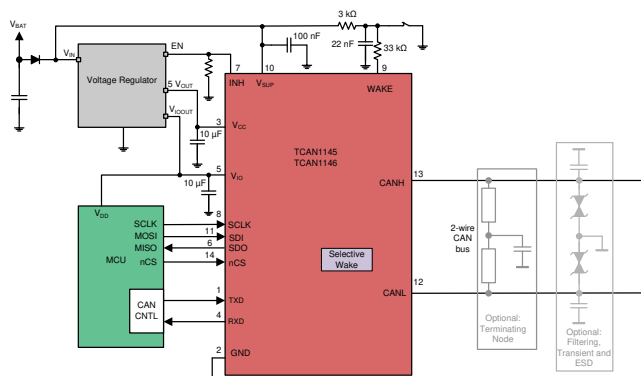 VBAT
VIN
EN
Voltage Regulator
5 VOUT
VIOOUT
3 kΩ
100 nF
22 nF
33 kΩ
7
10
9
INH
VSUP
WAKE
3
VCC
10 µF
TCAN1145
TCAN1146
5
VIO
10 µF
CANH
13
VDD
SCLK
8
SCLK
MOSI
11
SDI
MISO
6
SDO
MCU
nCS
14
nCS
2-wire
CAN
bus
Selective
Wake
CAN
CNTL
1
TXD
4
RXD
CANL
12
2
GND
Optional:
Terminating
Node
Optional:
Filtering,
Transient and
ESD